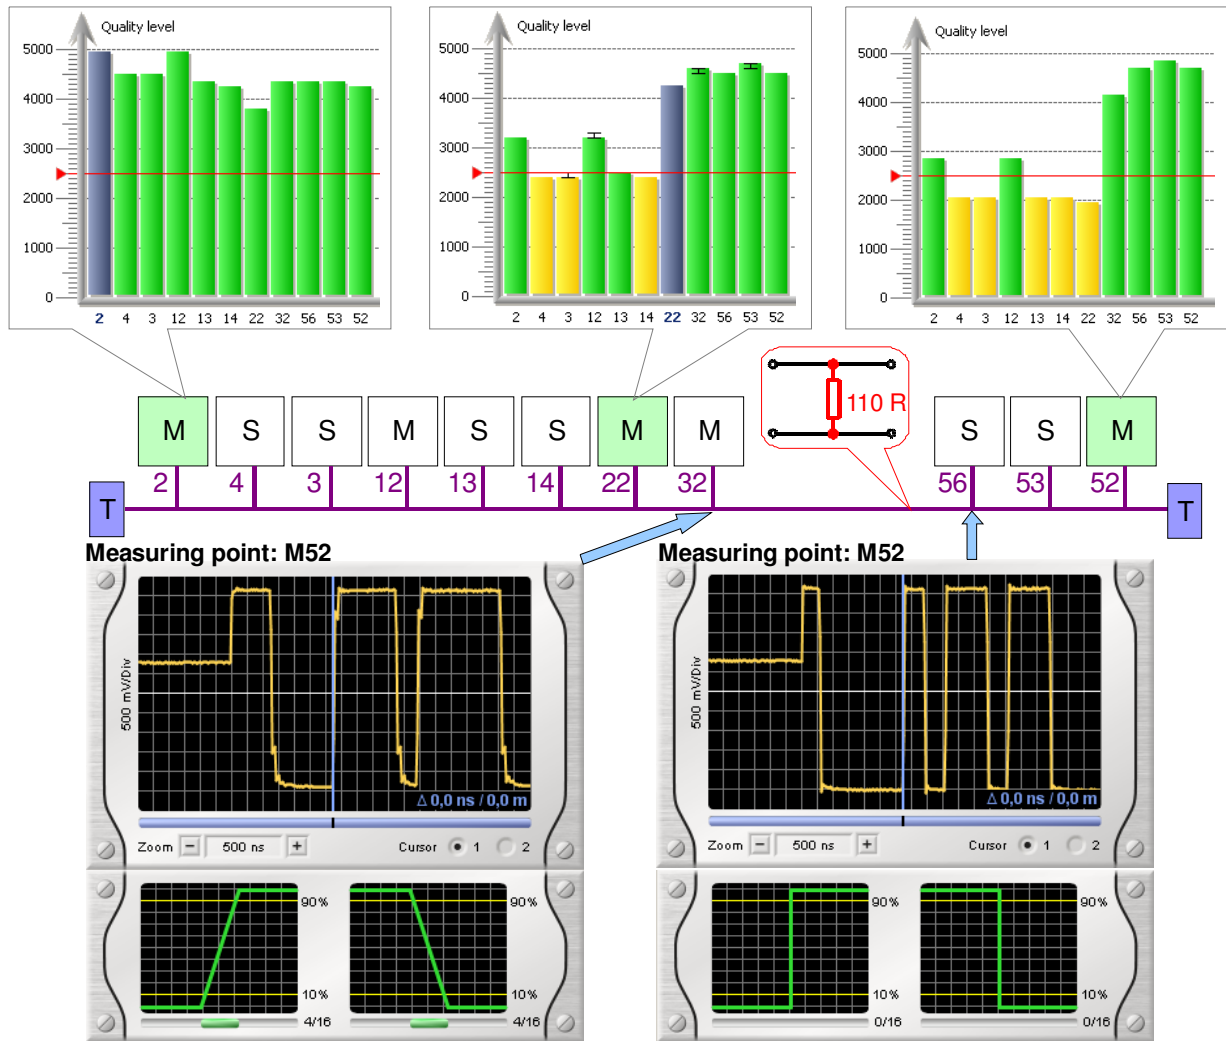 Quality level
5000
4000
3000
2000
1000
0
2 4 3 12 13 14 22 32 56 53 52
Quality level
5000
4000
3000
2000
1000
0
2 4 3 12 13 14 22 32 56 53 52
Quality level
5000
4000
3000
2000
1000
0
2 4 3 12 13 14 22 32 56 53 52
110 R
M S S M S S M M S S M
2 4 3 12 13 14 22 32 56 53 52
T T
Measuring point: M52
500 mV/Div
Δ 0,0 ns / 0,0 m
Zoom − 500 ns + Cursor 1 2
90% 90%
10% 10%
4/16 4/16
Measuring point: M52
500 mV/Div
Δ 0,0 ns / 0,0 m
Zoom − 500 ns + Cursor 1 2
90% 90%
10% 10%
0/16 0/16